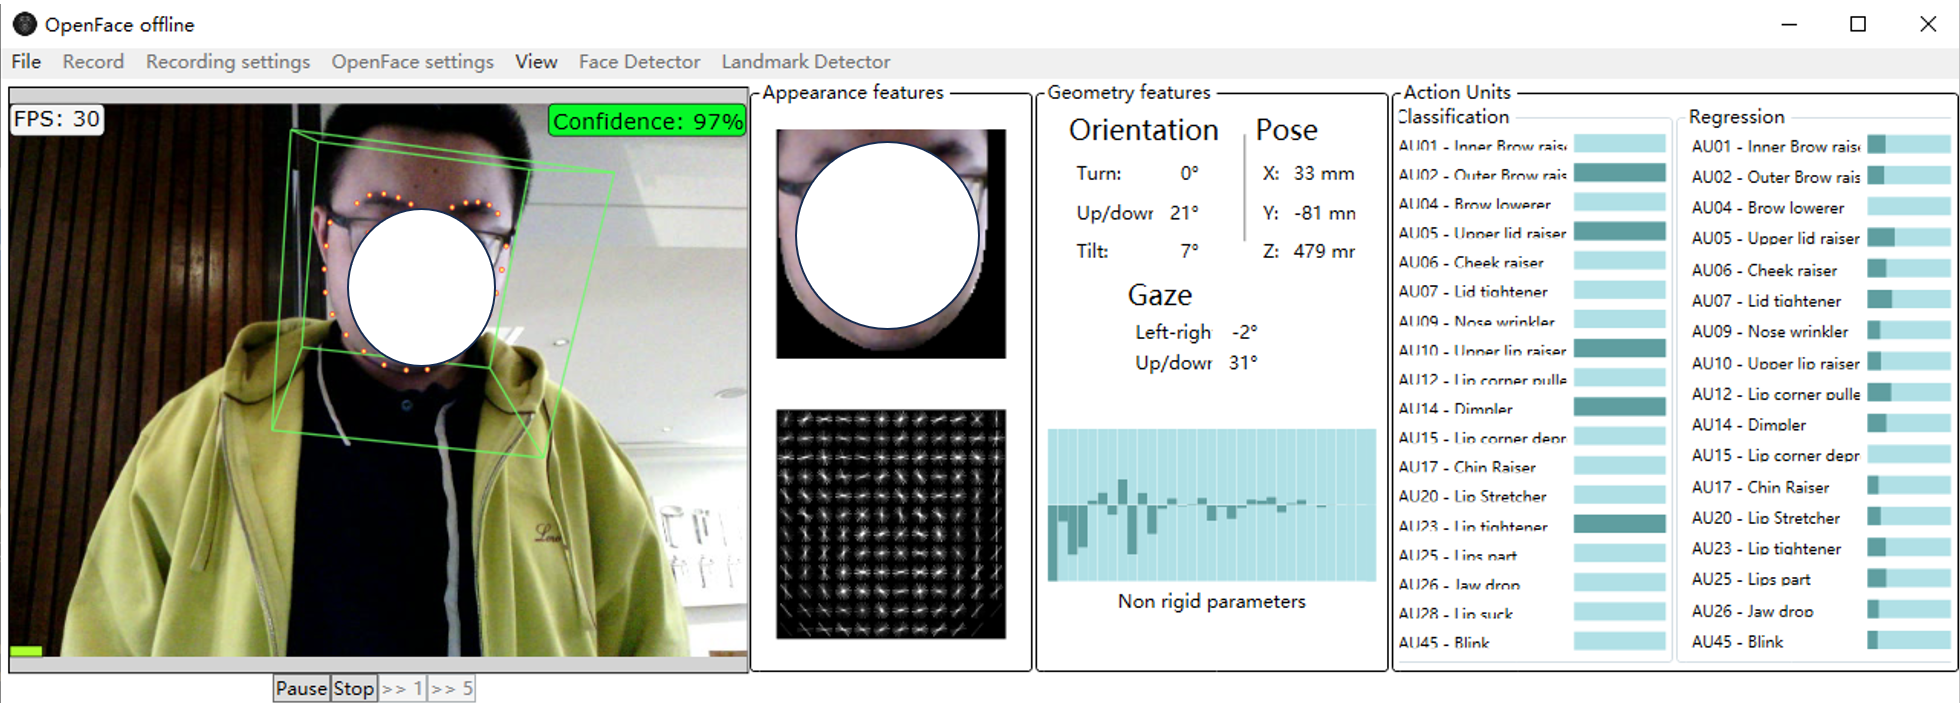 OpenFace offline
File Record Recording settings OpenFace settings View Face Detector Landmark Detector
FPS: 30
Confidence: 97%
Pause Stop >> 1 >> 5
Appearance features
Geometry features
Orientation
Turn: 0°
Up/dowr 21°
Tilt: 7°
Pose
X: 33 mm
Y: -81 mn
Z: 479 mr
Gaze
Left-righ -2°
Up/dowr 31°
Non rigid parameters
Action Units
Classification
AU01 - Inner Brow rais
AU02 - Outer Brow rais
AU04 - Brow lowerer
AU05 - Upper lid raiser
AU06 - Cheek raiser
AU07 - Lid tightener
AU09 - Nose wrinkler
AU10 - Upper lip raiser
AU12 - Lip corner pulle
AU14 - Dimpler
AU15 - Lip corner depr
AU17 - Chin Raiser
AU20 - Lip Stretcher
AU23 - Lip tightener
AU25 - Lips part
AU26 - Jaw drop
AU28 - Lip suck
AU45 - Blink
Regression
AU01 - Inner Brow raise
AU02 - Outer Brow rais
AU04 - Brow lowerer
AU05 - Upper lid raiser
AU06 - Cheek raiser
AU07 - Lid tightener
AU09 - Nose wrinkler
AU10 - Upper lip raiser
AU12 - Lip corner pulle
AU14 - Dimpler
AU15 - Lip corner depr
AU17 - Chin Raiser
AU20 - Lip Stretcher
AU23 - Lip tightener
AU25 - Lips part
AU26 - Jaw drop
AU45 - Blink